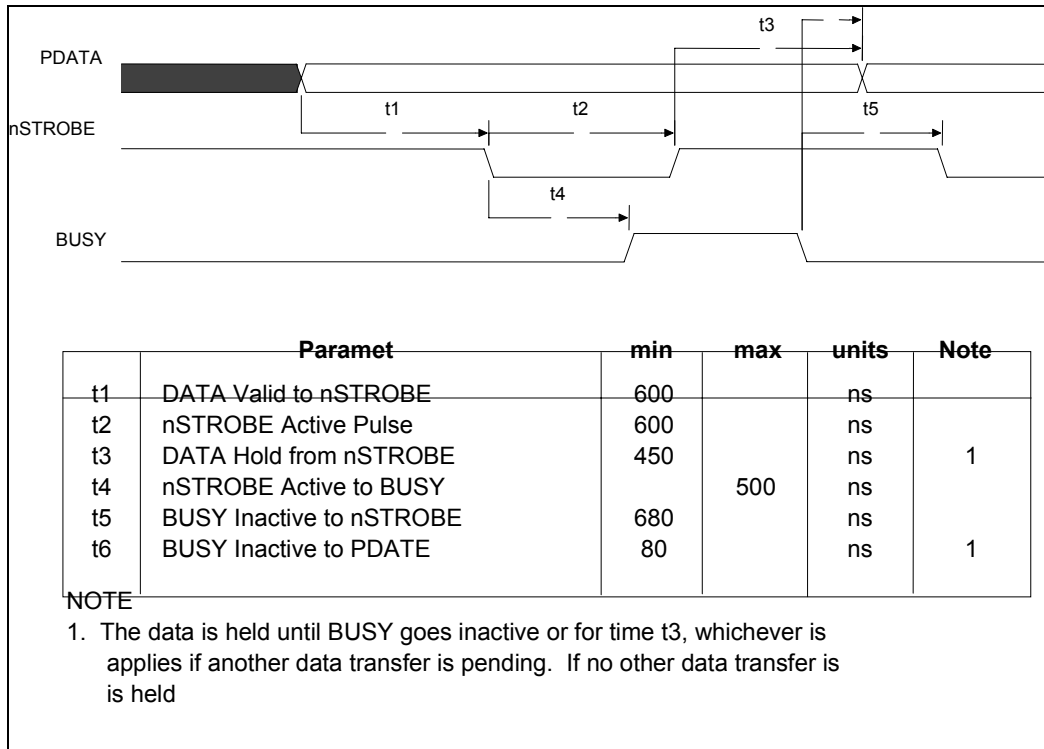 t3
PDATA
t1 t2 t5
nSTROBE
t4
BUSY
Paramet min max units Note
t1 DATA Valid to nSTROBE 600 ns
t2 nSTROBE Active Pulse 600 ns
t3 DATA Hold from nSTROBE 450 ns 1
t4 nSTROBE Active to BUSY 500 ns
t5 BUSY Inactive to nSTROBE 680 ns
t6 BUSY Inactive to PDATE 80 ns 1
NOTE
1. The data is held until BUSY goes inactive or for time t3, whichever is
applies if another data transfer is pending. If no other data transfer is
is held